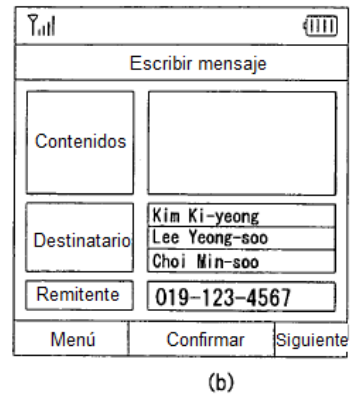 Escribir mensaje
Contenidos
Destinatario
Kim Ki-yeong
Lee Yeong-soo
Choi Min-soo
Remitente
019-123-4567
Menú
Confirmar
Siguiente
(b)